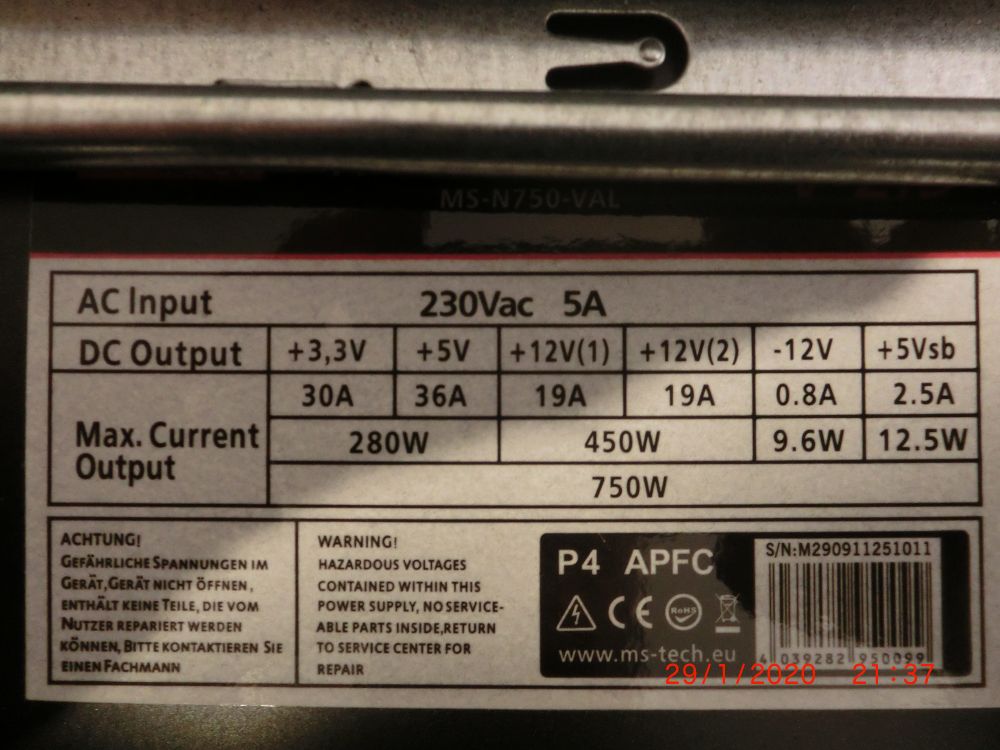 MS-N750-VAL
AC Input 230Vac 5A
DC Output +3,3V +5V +12V(1) +12V(2) -12V +5Vsb
Max. Current Output 30A 36A 19A 19A 0.8A 2.5A
280W 450W 9.6W 12.5W
750W
ACHTUNG!
GEFÄHRLICHE SPANNUNGEN IM
GERÄT,GERÄT NICHT ÖFFNEN,
ENTHÄLT KEINE TEILE, DIE VOM
NUTZER REPARIERT WERDEN
KÖNNEN,BITTE KONTAKTIEREN SIE
EINEN FACHMANN
WARNING!
HAZARDOUS VOLTAGES
CONTAINED WITHIN THIS
POWER SUPPLY, NO SERVICE-
ABLE PARTS INSIDE,RETURN
TO SERVICE CENTER FOR
REPAIR
P4 APFC
CE RoHS
www.ms-tech.eu
S/N:M290911251011
4 039282 950099
29/1/2020 21:37